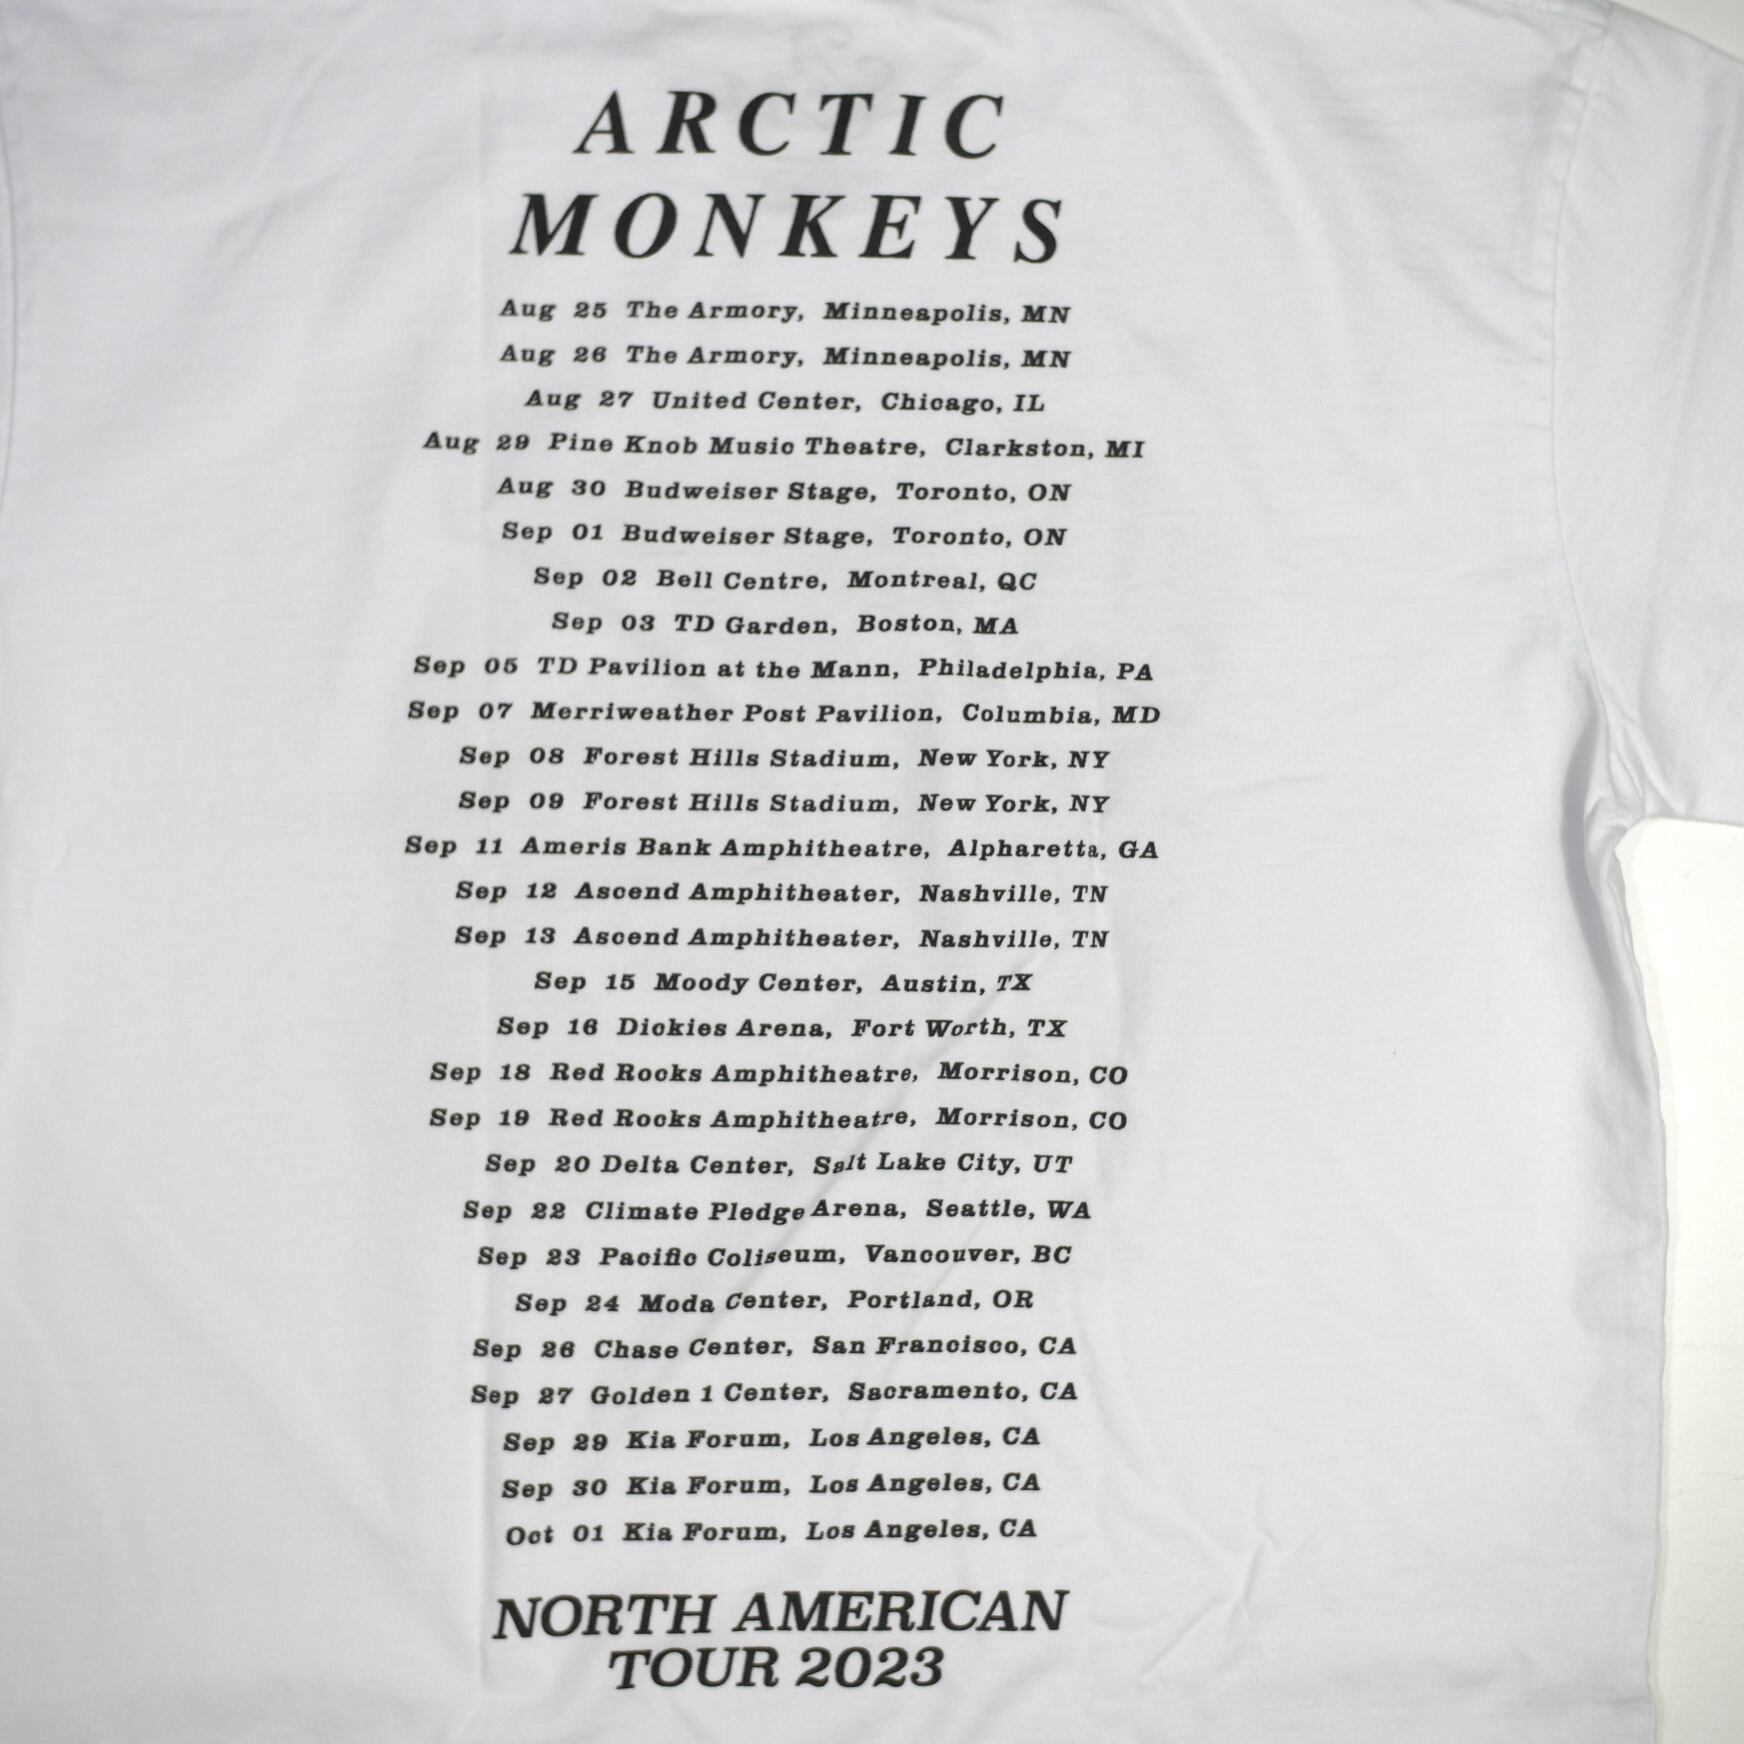 ARCTIC
MONKEYS
Aug 25 The Armory, Minneapolis, MN
Aug 26 The Armory, Minneapolis, MN
Aug 27 United Center, Chicago, IL
Aug 29 Pine Knob Music Theatre, Clarkston, MI
Aug 30 Budweiser Stage, Toronto, ON
Sep 01 Budweiser Stage, Toronto, ON
Sep 02 Bell Centre, Montreal, QC
Sep 03 TD Garden, Boston, MA
Sep 05 TD Pavilion at the Mann, Philadelphia, PA
Sep 07 Merriweather Post Pavilion, Columbia, MD
Sep 08 Forest Hills Stadium, New York, NY
Sep 09 Forest Hills Stadium, New York, NY
Sep 11 Ameris Bank Amphitheatre, Alpharetta, GA
Sep 12 Ascend Amphitheater, Nashville, TN
Sep 13 Ascend Amphitheater, Nashville, TN
Sep 15 Moody Center, Austin, TX
Sep 16 Dickies Arena, Fort Worth, TX
Sep 18 Red Rocks Amphitheatre, Morrison, CO
Sep 19 Red Rocks Amphitheatre, Morrison, CO
Sep 20 Delta Center, Salt Lake City, UT
Sep 22 Climate Pledge Arena, Seattle, WA
Sep 23 Pacific Coliseum, Vancouver, BC
Sep 24 Moda Center, Portland, OR
Sep 26 Chase Center, San Francisco, CA
Sep 27 Golden 1 Center, Sacramento, CA
Sep 29 Kia Forum, Los Angeles, CA
Sep 30 Kia Forum, Los Angeles, CA
Oct 01 Kia Forum, Los Angeles, CA
NORTH AMERICAN
TOUR 2023